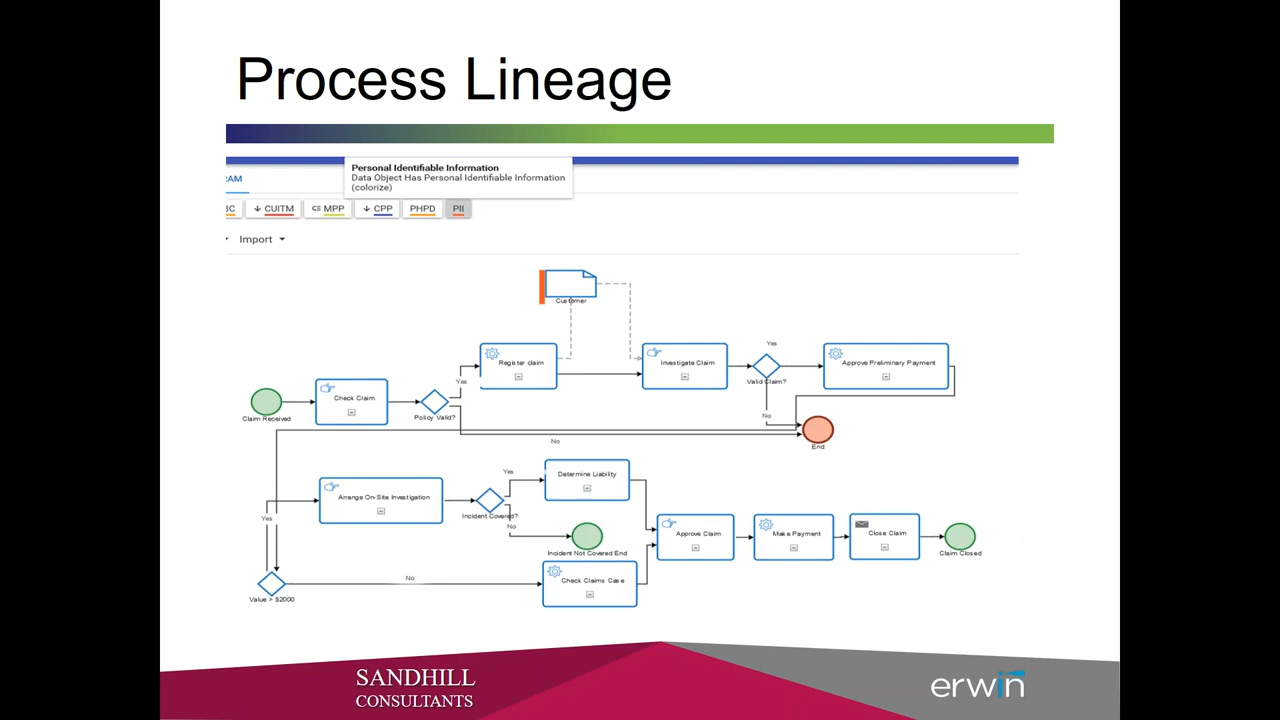 Process Lineage
Personal Identifiable Information
Data Object Has Personal Identifiable Information
(colorize)
RAM
BC
CUITM
MPP
CPP
PHPD
PII
Import
Customer
Register claim
Investigate Claim
Yes
Approve Preliminary Payment
Yes
Valid Claim?
Check Claim
Claim Received
Policy Valid?
No
No
End
Determine Liability
Yes
Arrange On-Site Investigation
Incident Covered?
Yes
No
Incident Not Covered End
Approve Claim
Make Payment
Close Claim
Claim Closed
No
Check Claims Case
Value > $2000
SANDHILL
CONSULTANTS
erwin